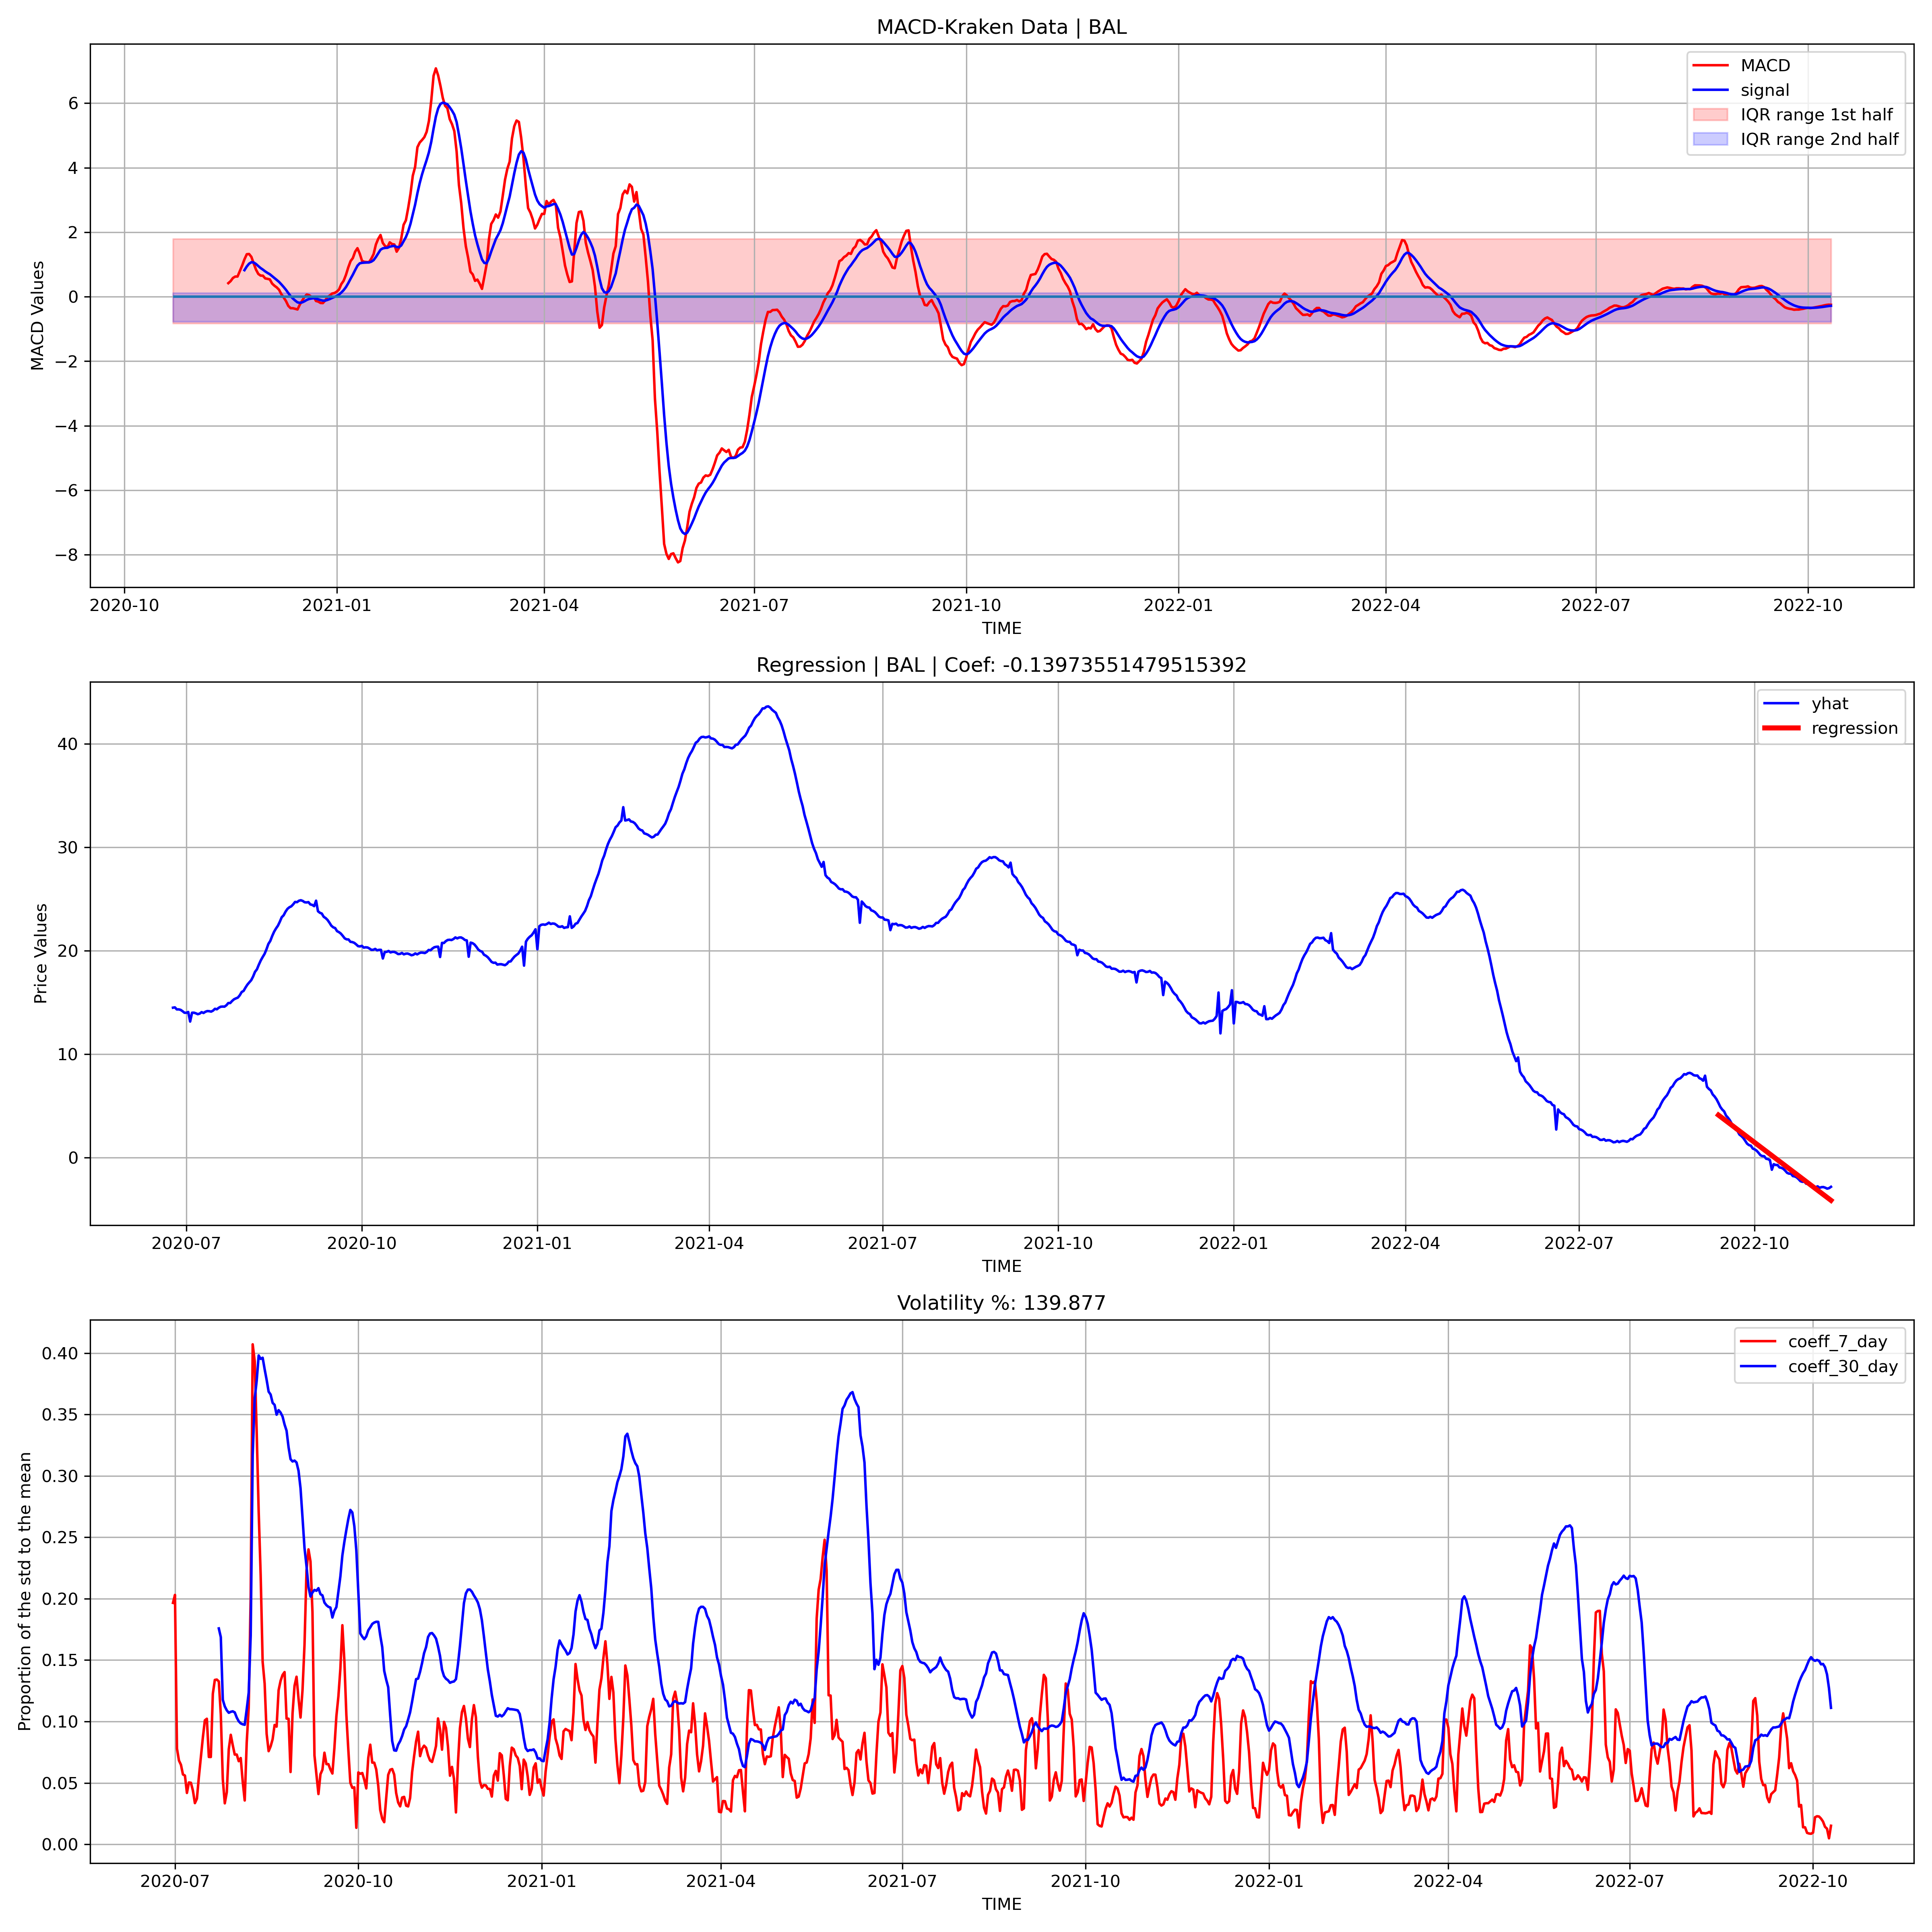 MACD-Kraken Data | BAL
MACD
signal
IQR range 1st half
IQR range 2nd half
6
4
2
0
−2
−4
−6
−8
MACD Values
2020-10 2021-01 2021-04 2021-07 2021-10 2022-01 2022-04 2022-07 2022-10
TIME
Regression | BAL | Coef: -0.13973551479515392
yhat
regression
40
30
20
10
0
Price Values
2020-07 2020-10 2021-01 2021-04 2021-07 2021-10 2022-01 2022-04 2022-07 2022-10
TIME
Volatility %: 139.877
coeff_7_day
coeff_30_day
0.40
0.35
0.30
0.25
0.20
0.15
0.10
0.05
0.00
Proportion of the std to the mean
2020-07 2020-10 2021-01 2021-04 2021-07 2021-10 2022-01 2022-04 2022-07 2022-10
TIME